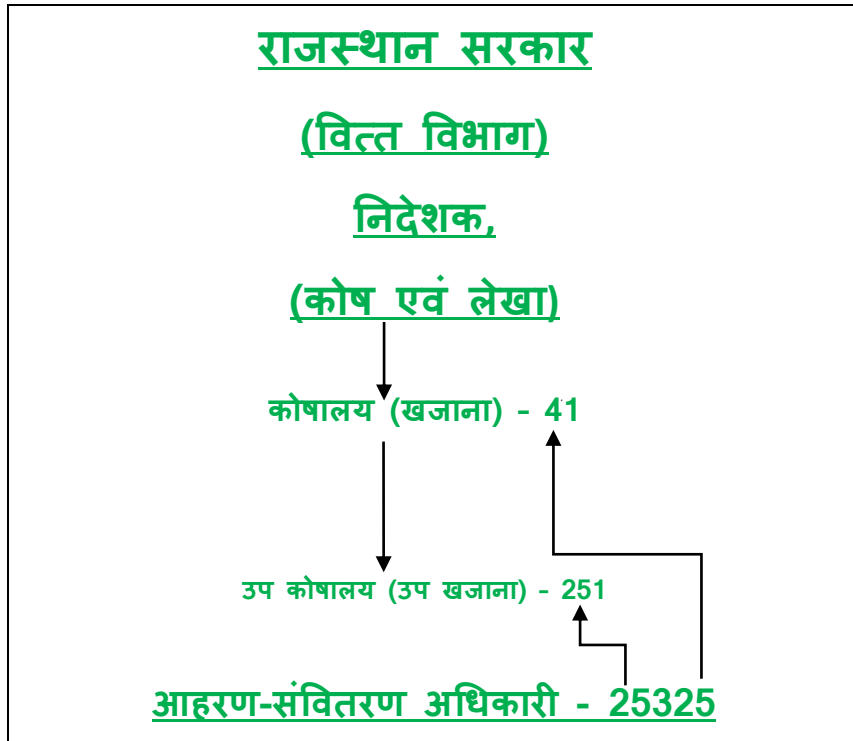 राजस्थान सरकार
(वित्त विभाग)
निदेशक,
(कोष एवं लेखा)
कोषालय (खजाना) - 41
उप कोषालय (उप खजाना) - 251
आहरण-संवितरण अधिकारी - 25325